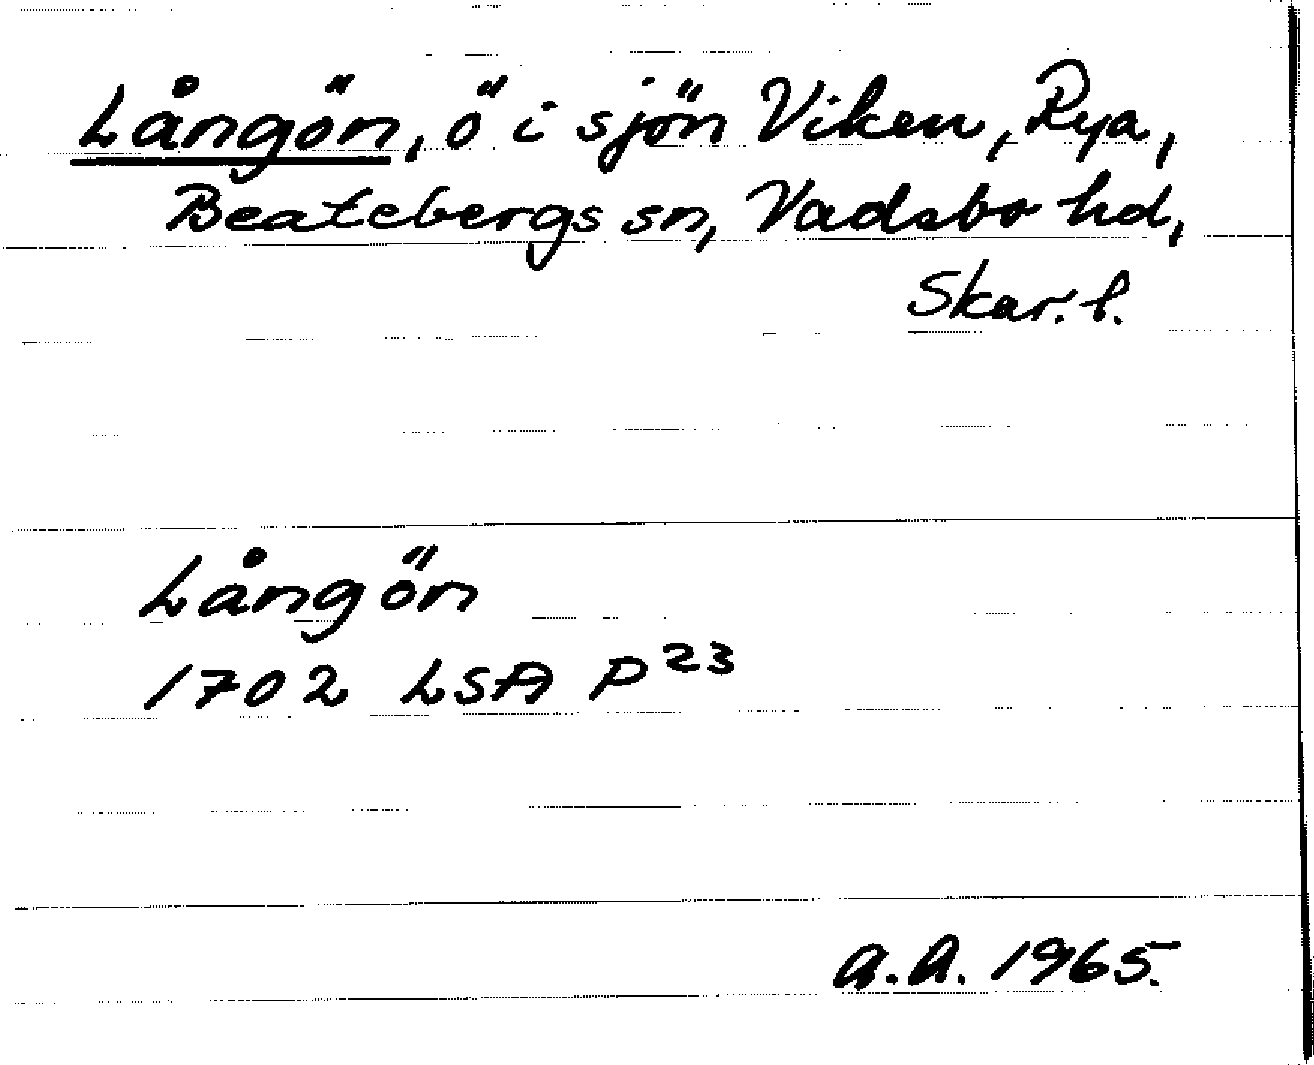 Långön, ö i sjön Viken, Rya,
Beatebergs sn, Vadsbo hd,
Skar. l.
Långön
1702 LSA P²³
A.A. 1965.